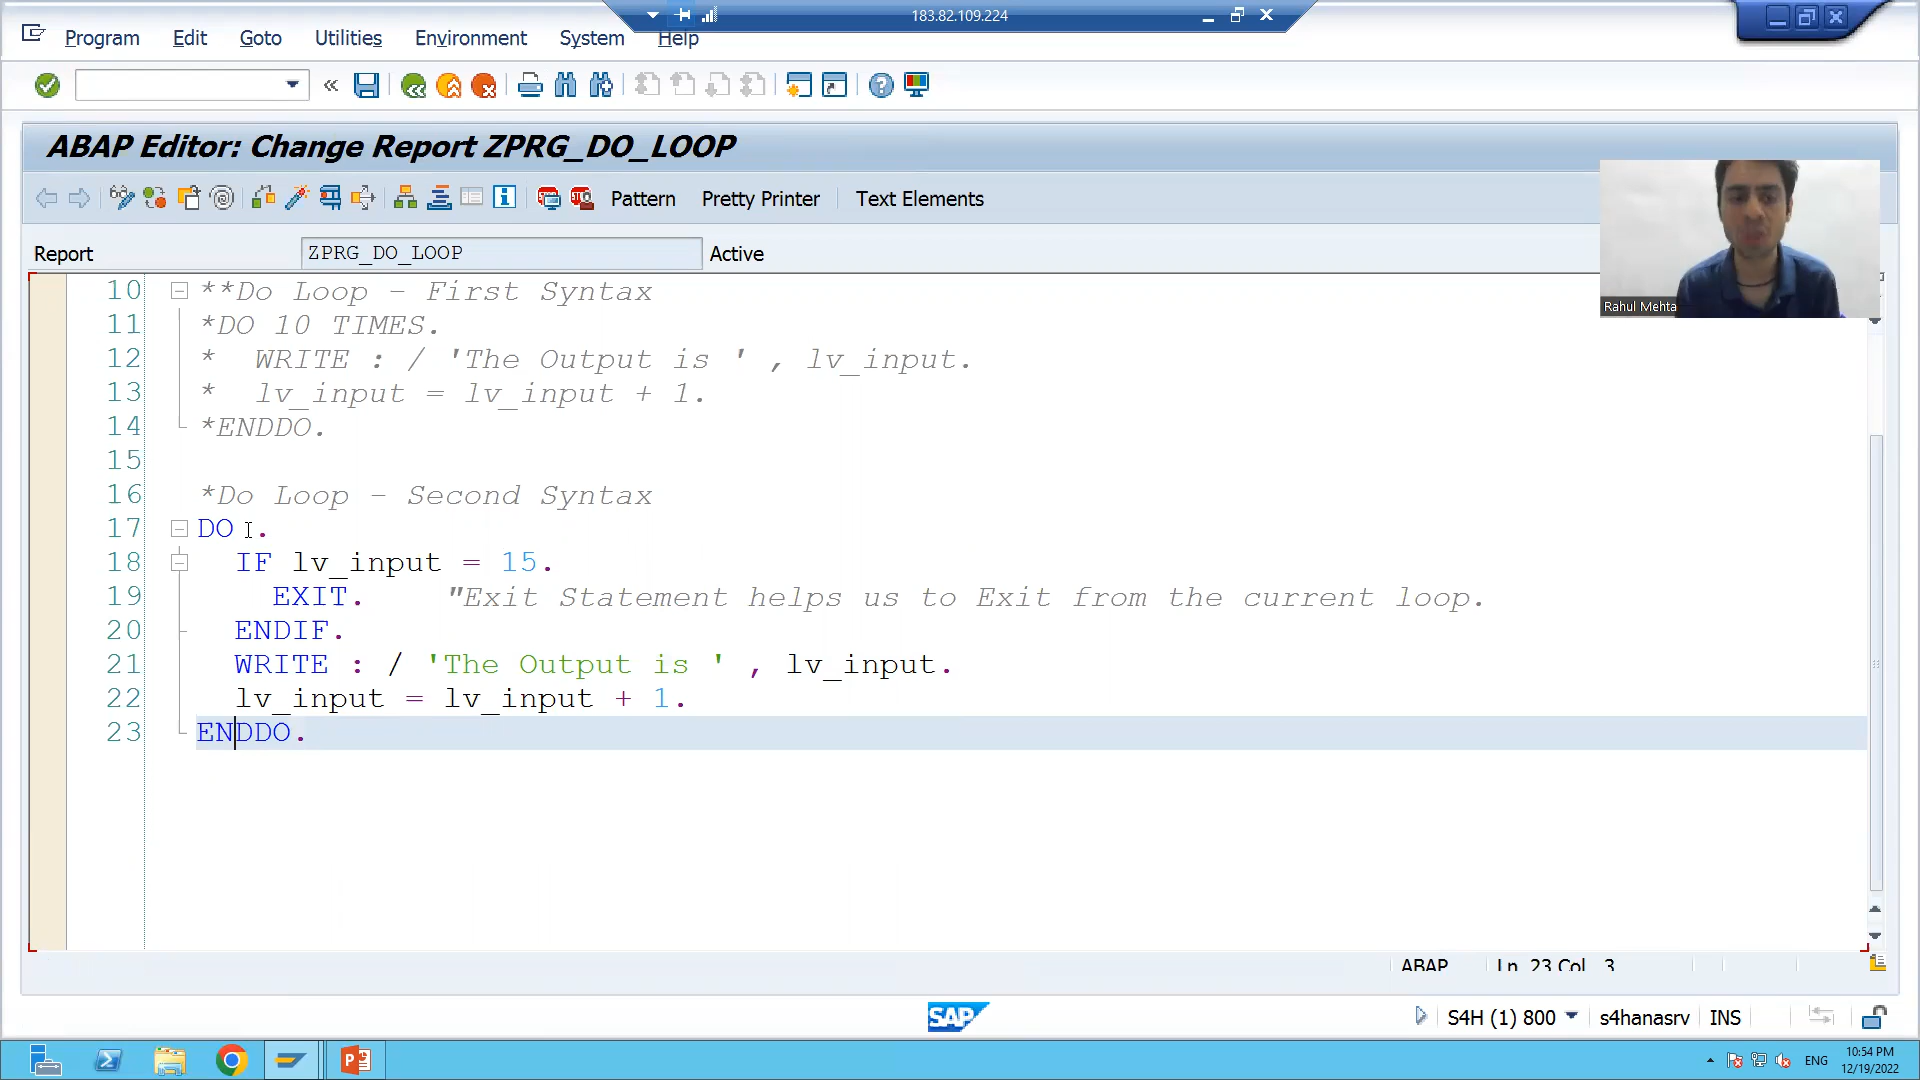 183.82.109.224
Program Edit Goto Utilities Environment System Help
ABAP Editor: Change Report ZPRG_DO_LOOP
Pattern Pretty Printer Text Elements
Report ZPRG_DO_LOOP Active
Rahul Mehta
10 **Do Loop - First Syntax
11 *DO 10 TIMES.
12 *  WRITE : / 'The Output is ' , lv_input.
13 *  lv_input = lv_input + 1.
14 *ENDDO.
15
16 *Do Loop - Second Syntax
17 DO .
18   IF lv_input = 15.
19     EXIT.    "Exit Statement helps us to Exit from the current loop.
20   ENDIF.
21   WRITE : / 'The Output is ' , lv_input.
22   lv_input = lv_input + 1.
23 ENDDO.
ABAP Ln 23 Col 3
SAP S4H (1) 800 s4hanasrv INS
ENG 10:54 PM
12/19/2022